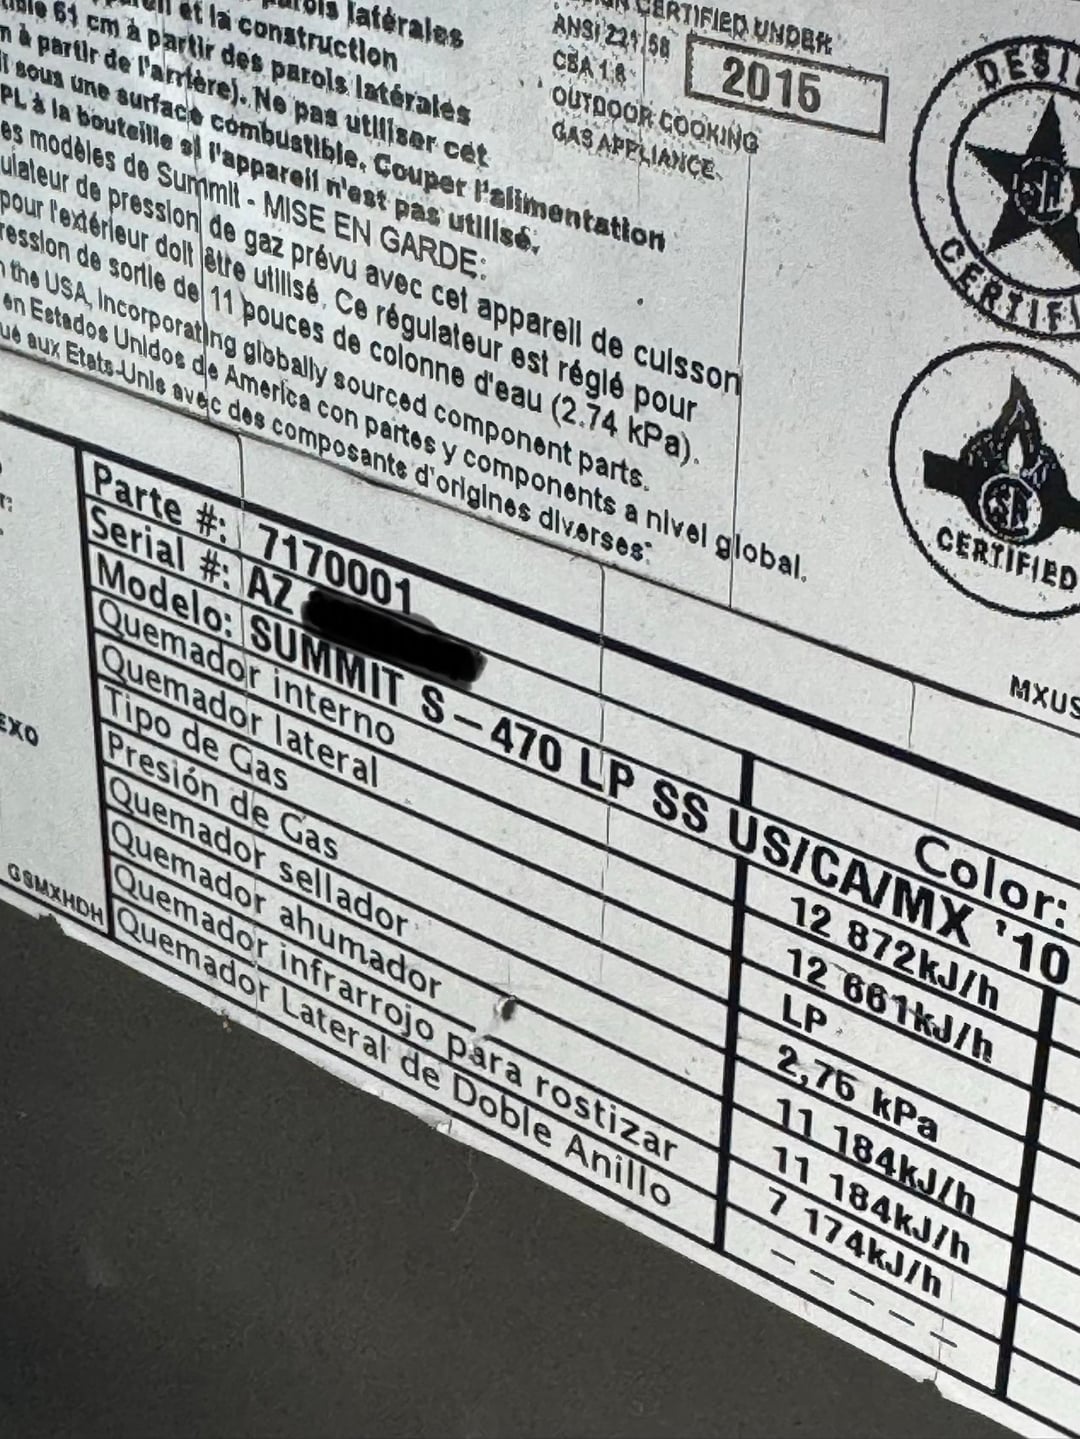 parois latérales
et la construction
61 cm à partir des parois latérales
à partir de l'arrière). Ne pas utiliser cet
sous une surface combustible. Couper l'alimentation
PL à la bouteille si l'appareil n'est pas utilisé.
es modèles de Summit - MISE EN GARDE:
ulateur de pression de gaz prévu avec cet appareil de cuisson
pour l'extérieur doit être utilisé. Ce régulateur est réglé pour
ression de sortie de 11 pouces de colonne d'eau (2.74 kPa).
the USA, Incorporating globally sourced component parts.
en Estados Unidos de America con partes y components a nivel global.
ué aux Etats-Unis avec des composants d'origines diverses.
CERTIFIED UNDER
ANSI Z21.58
CSA 1.6
2015
OUTDOOR COOKING
GAS APPLIANCE.
DESI
CERTIFI
CERTIFIED
MXUS
Parte #: 7170001
Serial #: AZ
Modelo: SUMMIT S-470 LP SS US/CA/MX '10
Color:
Quemador interno 12 872kJ/h
Quemador lateral 12 661kJ/h
Tipo de Gas LP
Presión de Gas 2,75 kPa
Quemador sellador 11 184kJ/h
Quemador ahumador 11 184kJ/h
Quemador infrarrojo para rostizar 7 174kJ/h
Quemador Lateral de Doble Anillo - - - - -
EXO
GSMXHDH